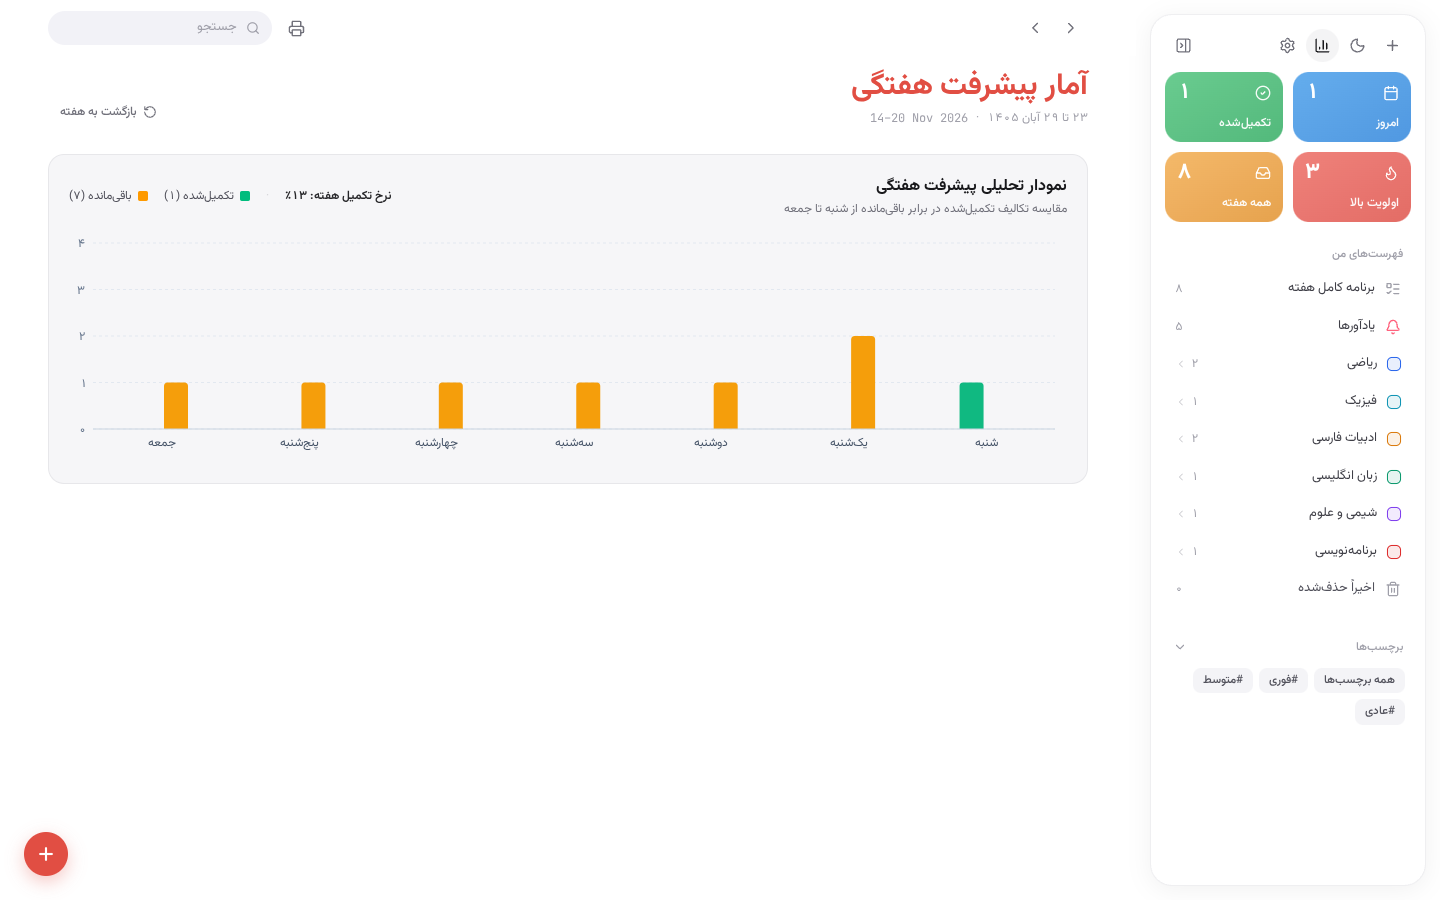 ۱
امروز
۱
تکمیل‌شده
۳
اولویت بالا
۸
همه هفته
فهرست‌های من
برنامه کامل هفته ۸
یادآورها ۵
ریاضی ۲
فیزیک ۱
ادبیات فارسی ۲
زبان انگلیسی ۱
شیمی و علوم ۱
برنامه‌نویسی ۱
اخیراً حذف‌شده ۰
برچسب‌ها
همه برچسب‌ها #فوری #متوسط
#عادی
جستجو
آمار پیشرفت هفتگی
۲۳ تا ۲۹ آبان ۱۴۰۵ · 14–20 Nov 2026
بازگشت به هفته
نمودار تحلیلی پیشرفت هفتگی
مقایسه تکالیف تکمیل‌شده در برابر باقی‌مانده از شنبه تا جمعه
نرخ تکمیل هفته: ۱۳٪ · تکمیل‌شده (۱) باقی‌مانده (۷)
۴
۳
۲
۱
۰
شنبه یک‌شنبه دوشنبه سه‌شنبه چهارشنبه پنج‌شنبه جمعه